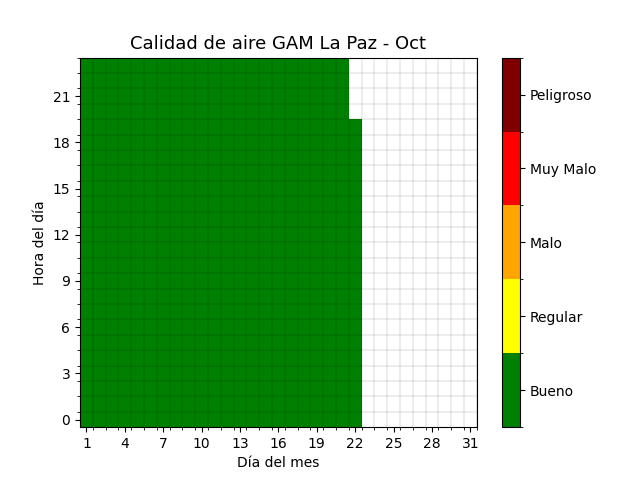 Calidad de aire GAM La Paz - Oct
Hora del día
21
18
15
12
9
6
3
0
1 4 7 10 13 16 19 22 25 28 31
Día del mes
Peligroso
Muy Malo
Malo
Regular
Bueno